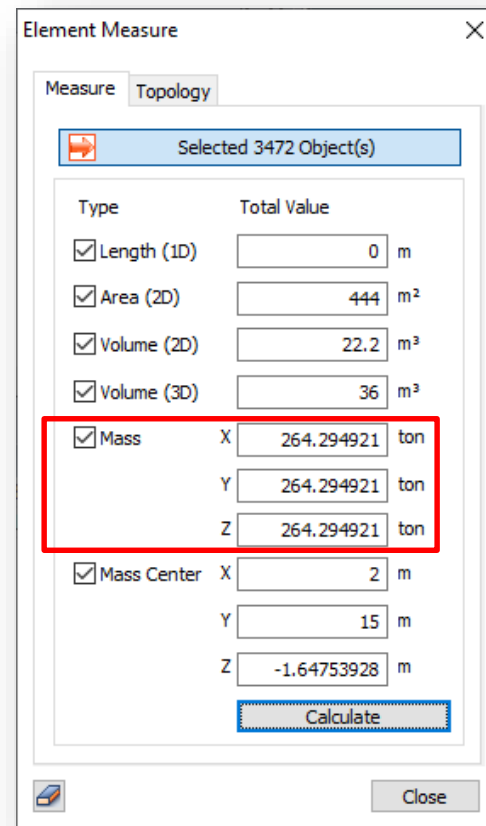 Element Measure
Measure Topology
Selected 3472 Object(s)
Type Total Value
Length (1D) 0 m
Area (2D) 444 m²
Volume (2D) 22.2 m³
Volume (3D) 36 m³
Mass X 264.294921 ton
Y 264.294921 ton
Z 264.294921 ton
Mass Center X 2 m
Y 15 m
Z -1.64753928 m
Calculate
Close